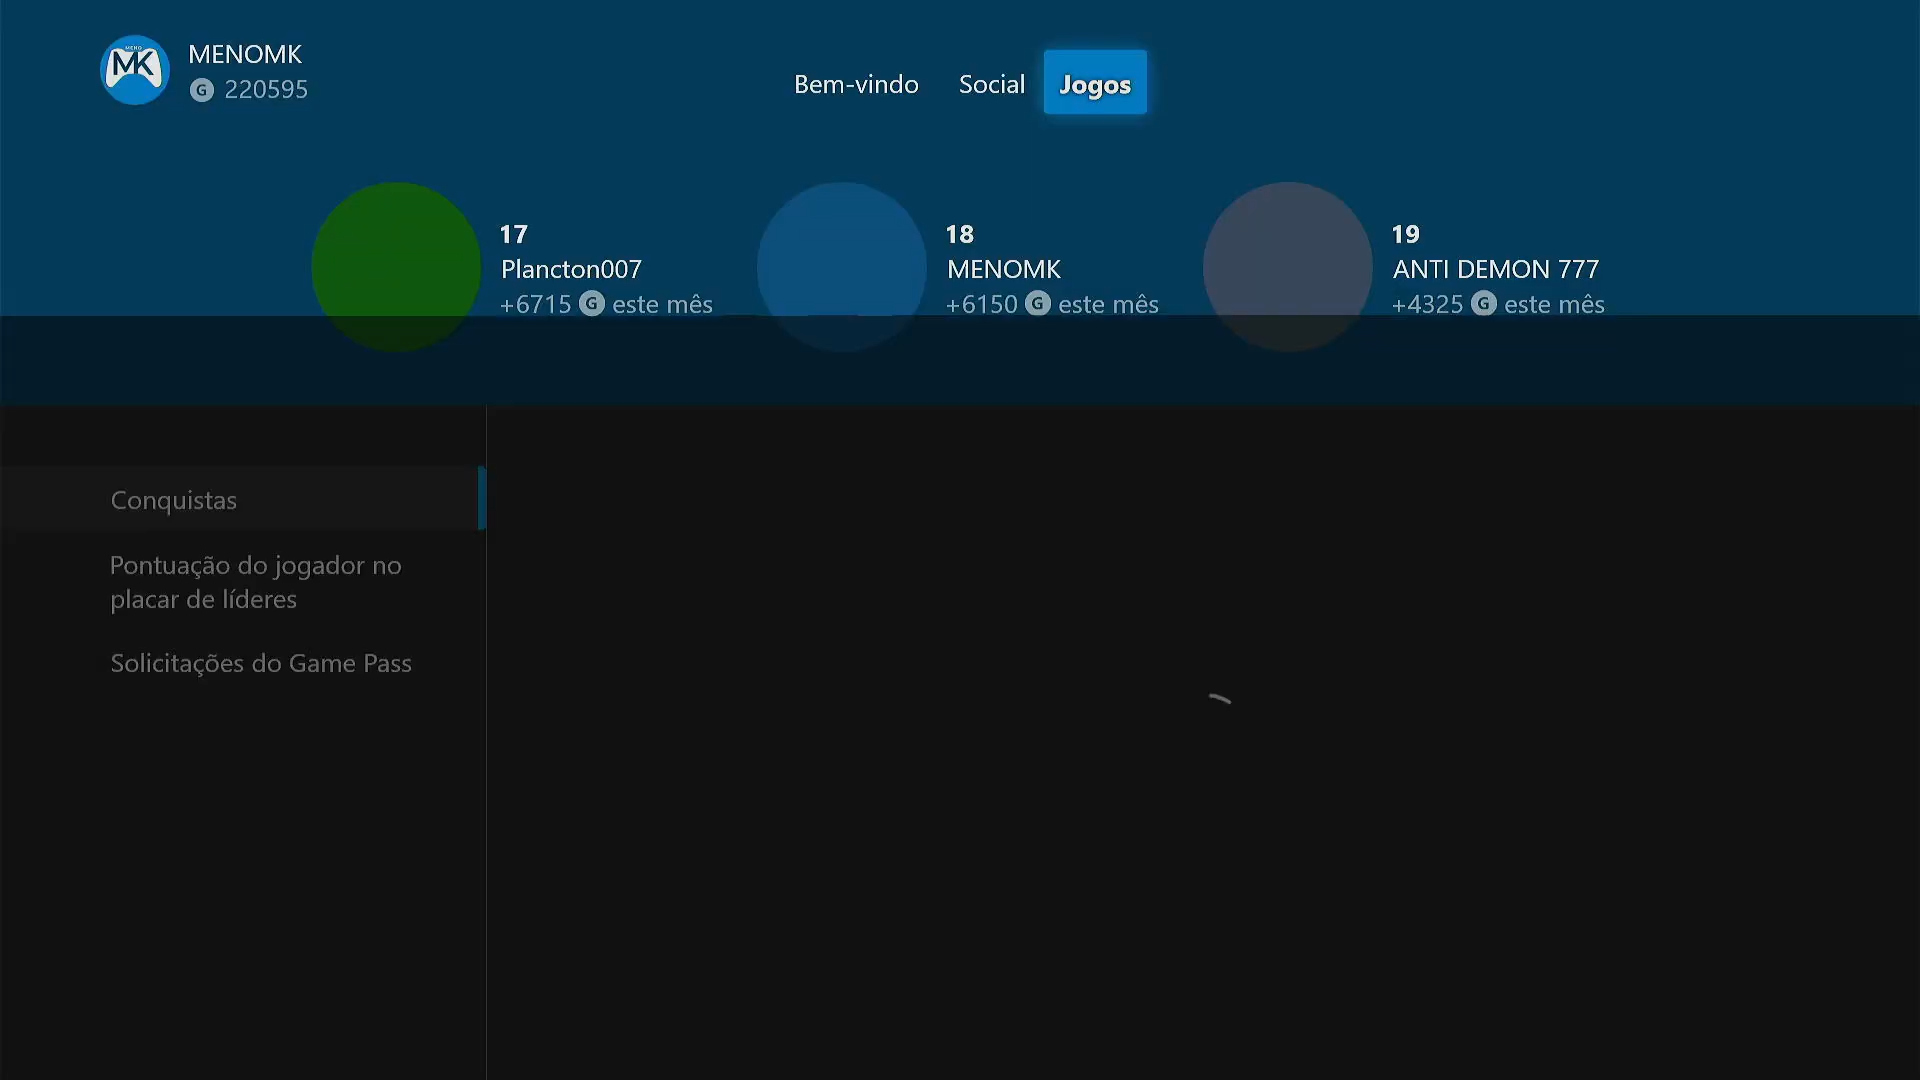 MENO
MK
MENOMK
G 220595
Bem-vindo
Social
Jogos
17
Plancton007
+6715 G este mês
18
MENOMK
+6150 G este mês
19
ANTI DEMON 777
+4325 G este mês
Conquistas
Pontuação do jogador no
placar de líderes
Solicitações do Game Pass